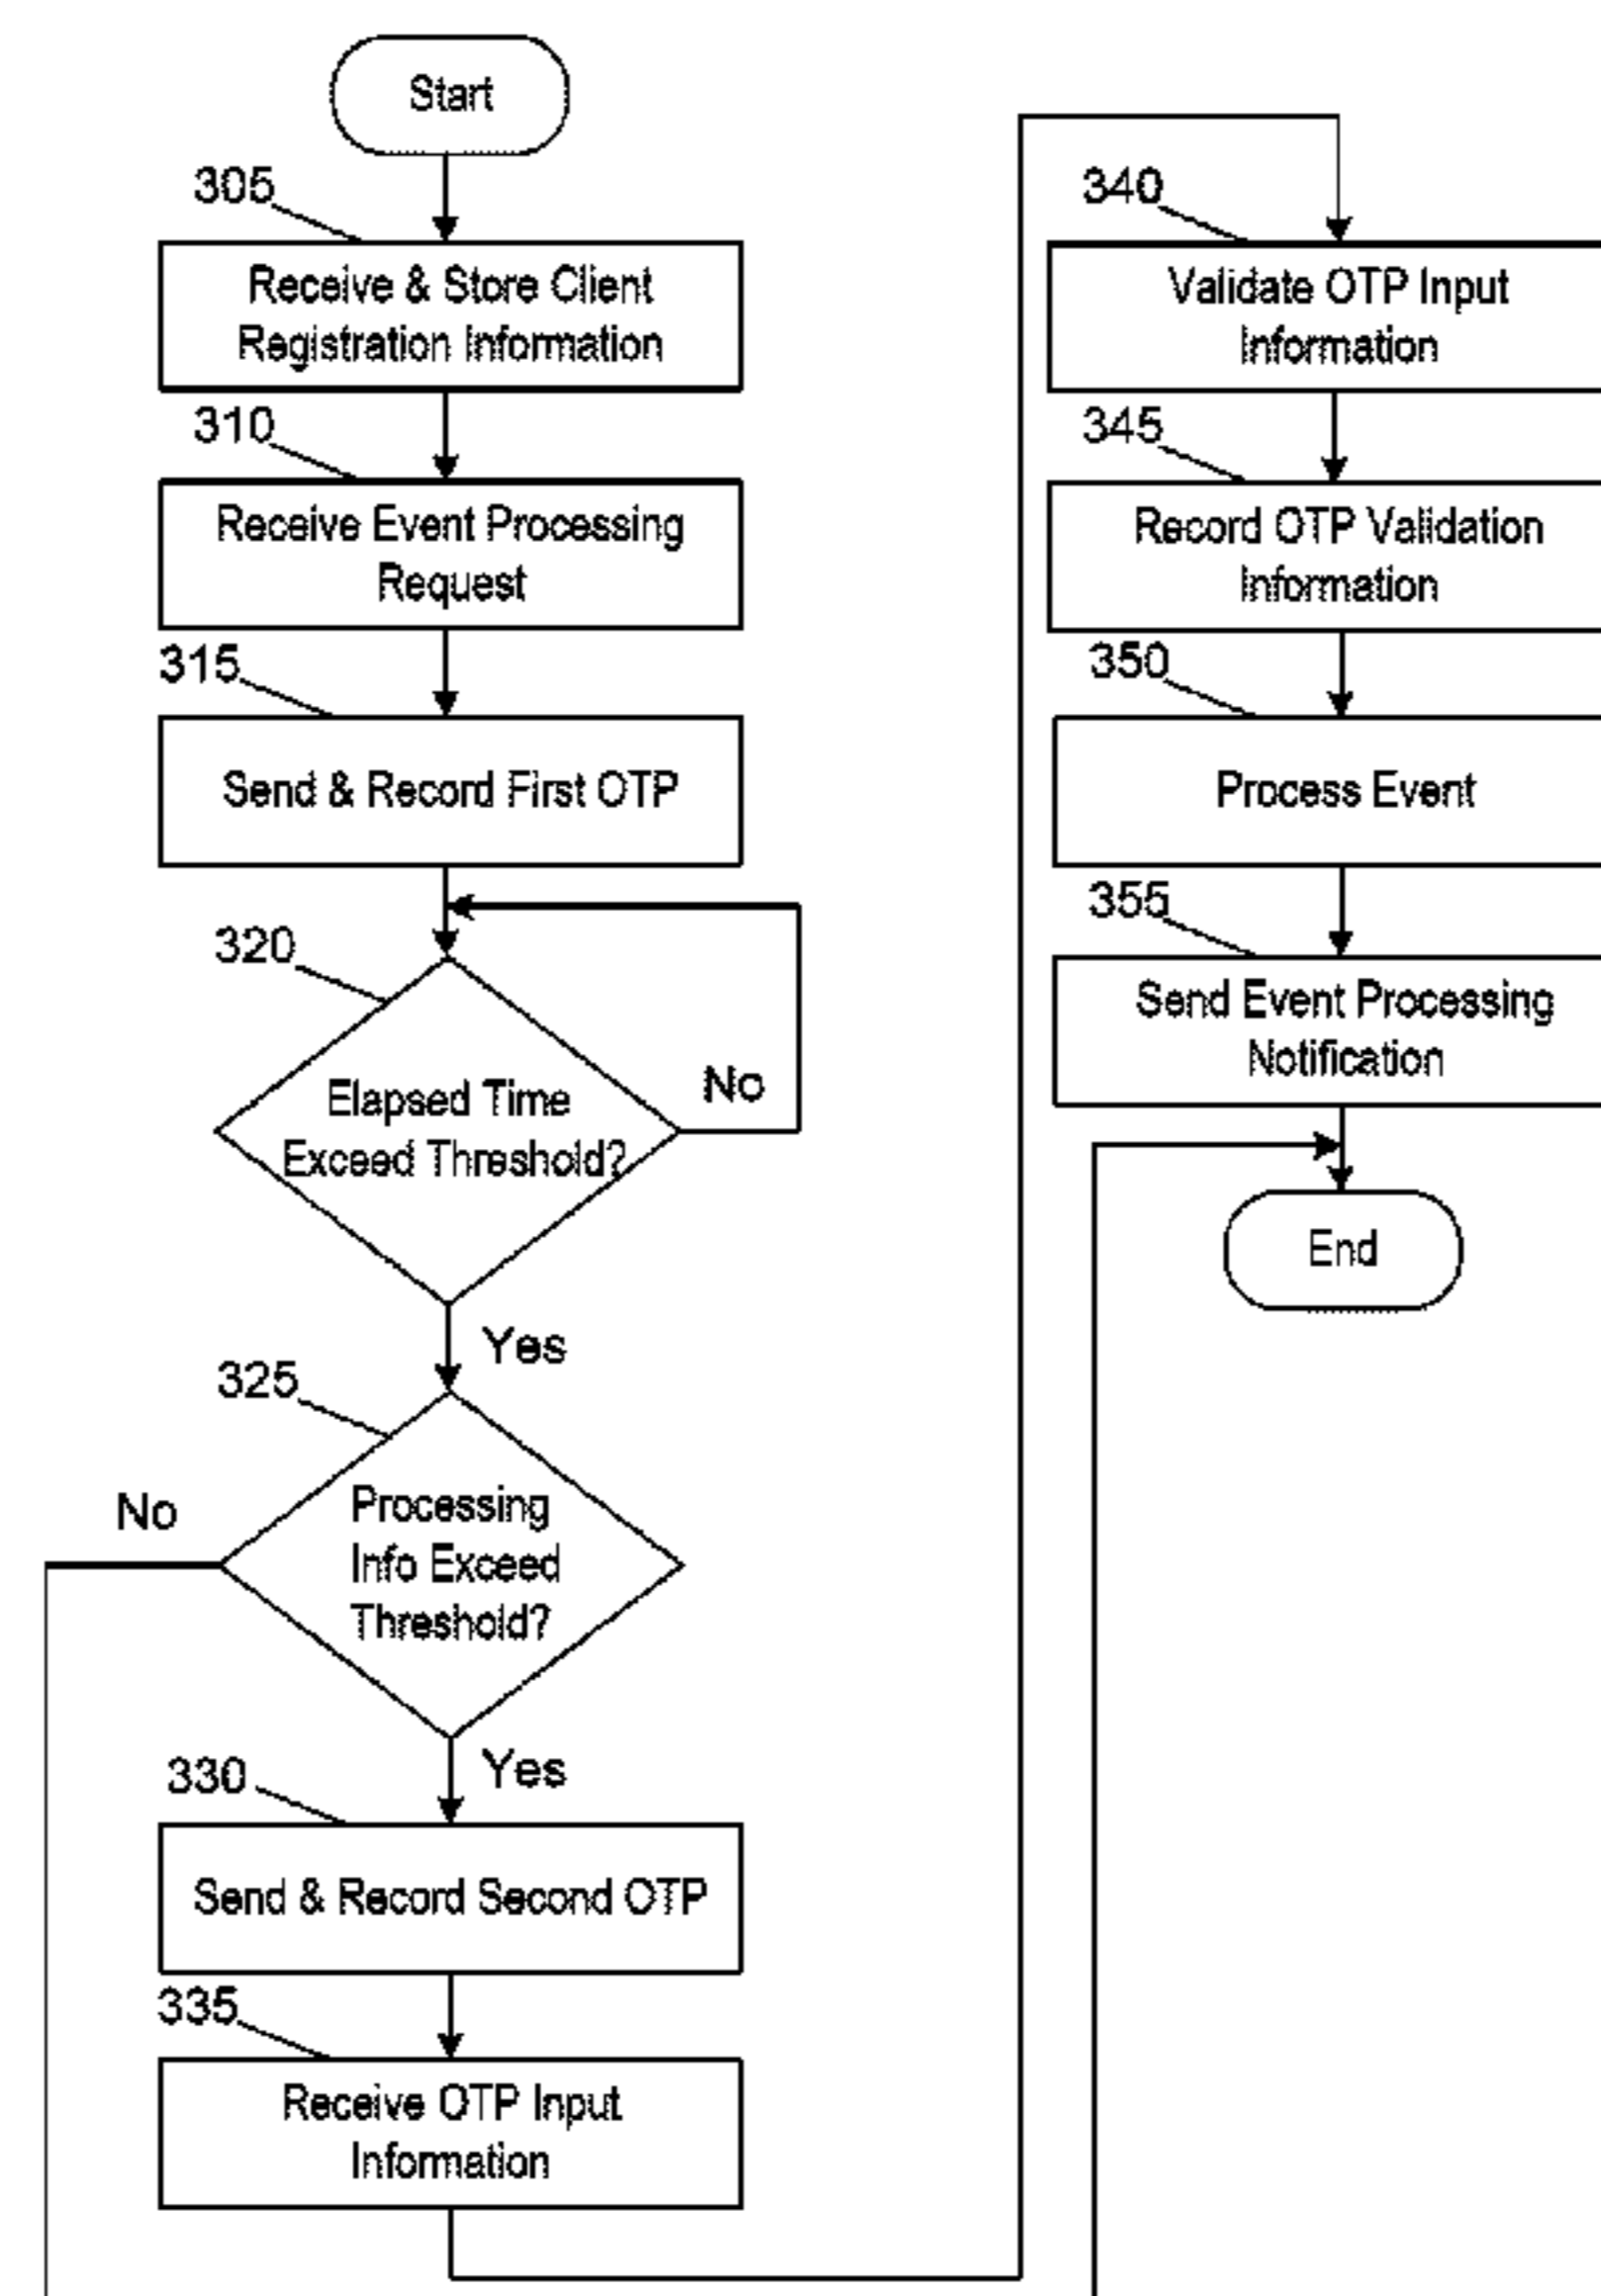 Start
305
Receive & Store Client
Registration Information
310
Receive Event Processing
Request
315
Send & Record First OTP
320
Elapsed Time
Exceed Threshold?
No
Yes
325
Processing
Info Exceed
Threshold?
No
Yes
330
Send & Record Second OTP
335
Receive OTP Input
Information
340
Validate OTP Input
Information
345
Record OTP Validation
Information
350
Process Event
355
Send Event Processing
Notification
End